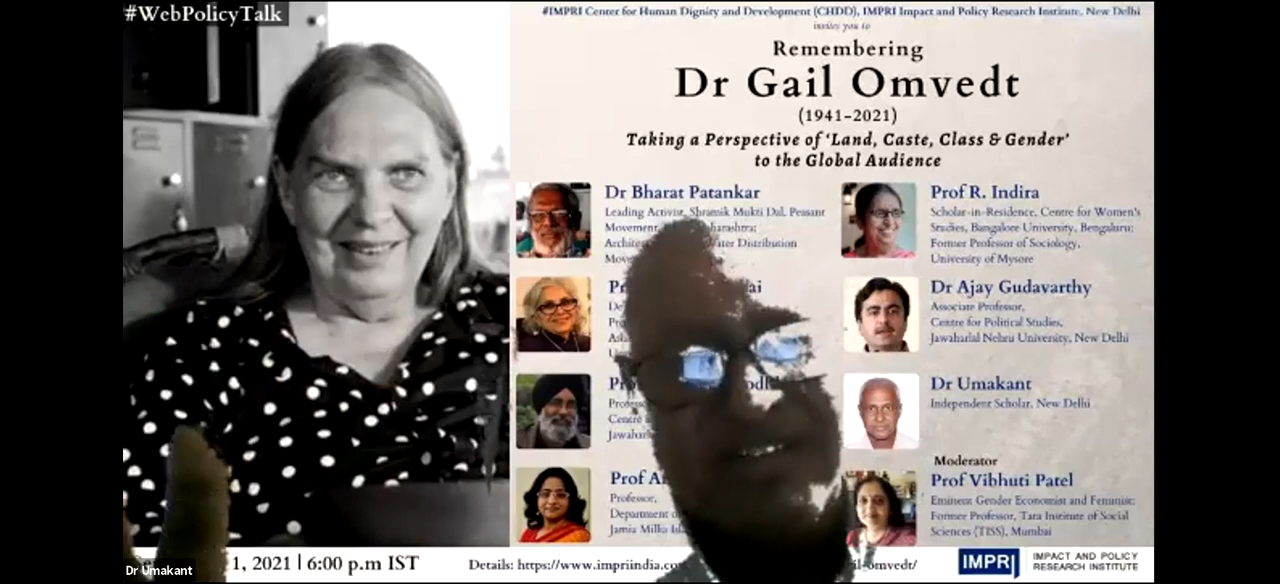 #WebPolicyTalk
#IMPRI Center for Human Dignity and Development (CHDD), IMPRI Impact and Policy Research Institute, New Delhi
invites you to
Remembering
Dr Gail Omvedt
(1941-2021)
Taking a Perspective of 'Land, Caste, Class & Gender'
to the Global Audience
Dr Bharat Patankar
Leading Activist, Shramik Mukti Dal, Peasant
Movement,
Water Distribution
Prof R. Indira
Scholar-in-Residence, Centre for Women's
Studies, Bangalore University, Bengaluru;
Former Professor of Sociology,
University of Mysore
Dr Ajay Gudavarthy
Associate Professor,
Centre for Political Studies,
Jawaharlal Nehru University, New Delhi
Dr Umakant
Independent Scholar, New Delhi
Professor,
Department
Jamia Millia
Moderator
Prof Vibhuti Patel
Eminent Gender Economist and Feminist;
Former Professor, Tata Institute of Social
Sciences (TISS), Mumbai
Dr Umakant
1, 2021 | 6:00 p.m IST
Details: https://www.impriindia.co
il-omvedt/
IMPRI
IMPACT AND POLICY
RESEARCH INSTITUTE